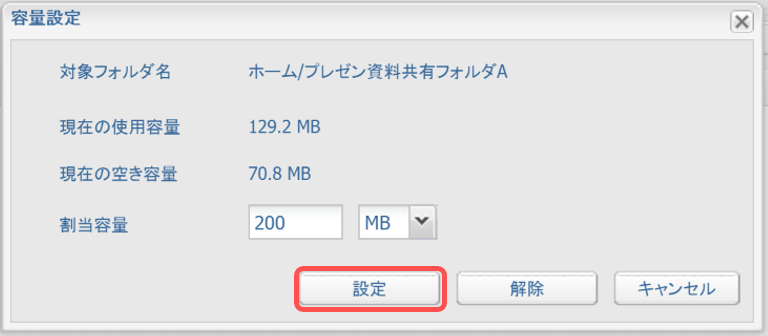 容量設定
対象フォルダ名 ホーム/プレゼン資料共有フォルダA
現在の使用容量 129.2 MB
現在の空き容量 70.8 MB
割当容量 200 MB
設定 解除 キャンセル